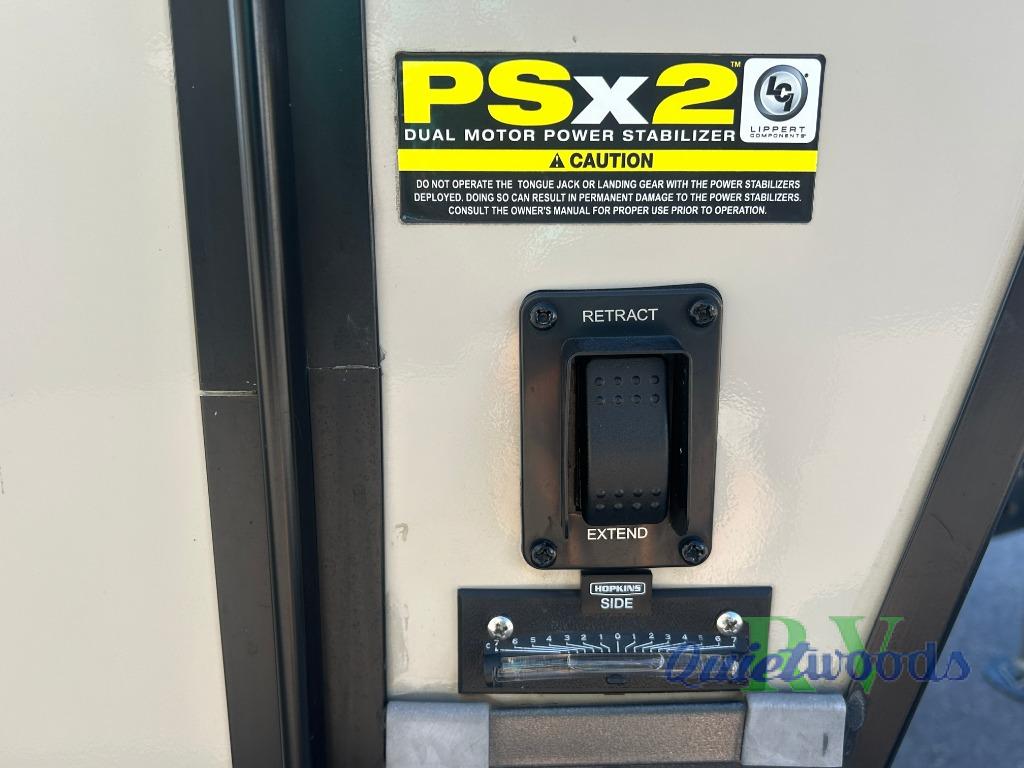 PSX2™
LCI
LIPPERT
COMPONENTS®
DUAL MOTOR POWER STABILIZER
⚠ CAUTION
DO NOT OPERATE THE TONGUE JACK OR LANDING GEAR WITH THE POWER STABILIZERS
DEPLOYED. DOING SO CAN RESULT IN PERMANENT DAMAGE TO THE POWER STABILIZERS.
CONSULT THE OWNER'S MANUAL FOR PROPER USE PRIOR TO OPERATION.
RETRACT
EXTEND
HOPKINS
SIDE
7 6 5 4 3 2 1 0 1 2 3 4 5 6 7
RV
Quietwoods